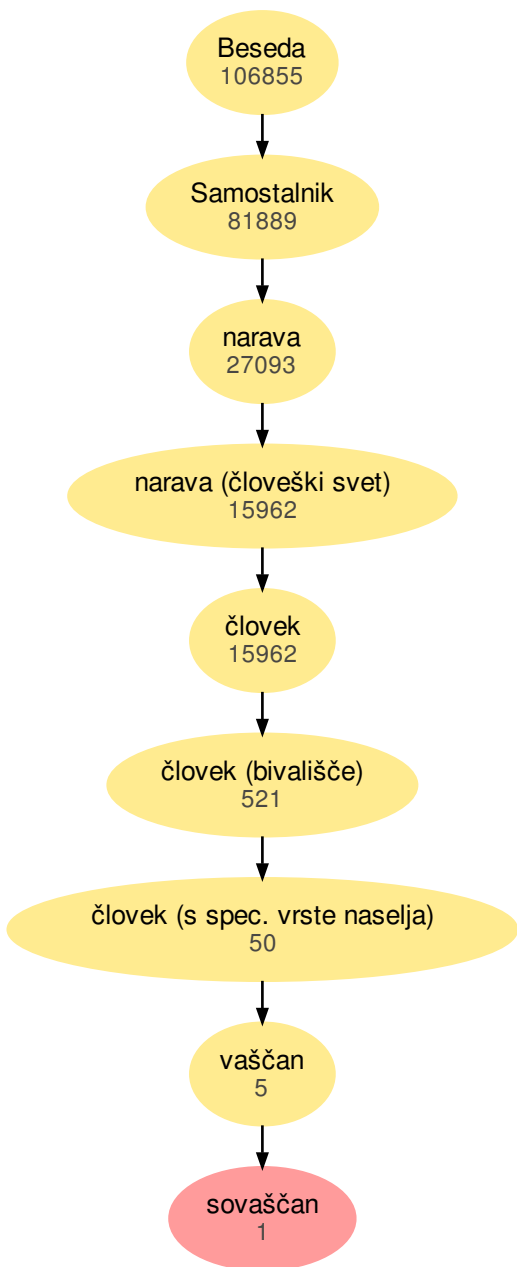 Beseda
106855
Samostalnik
81889
narava
27093
narava (človeški svet)
15962
človek
15962
človek (bivališče)
521
človek (s spec. vrste naselja)
50
vaščan
5
sovaščan
1